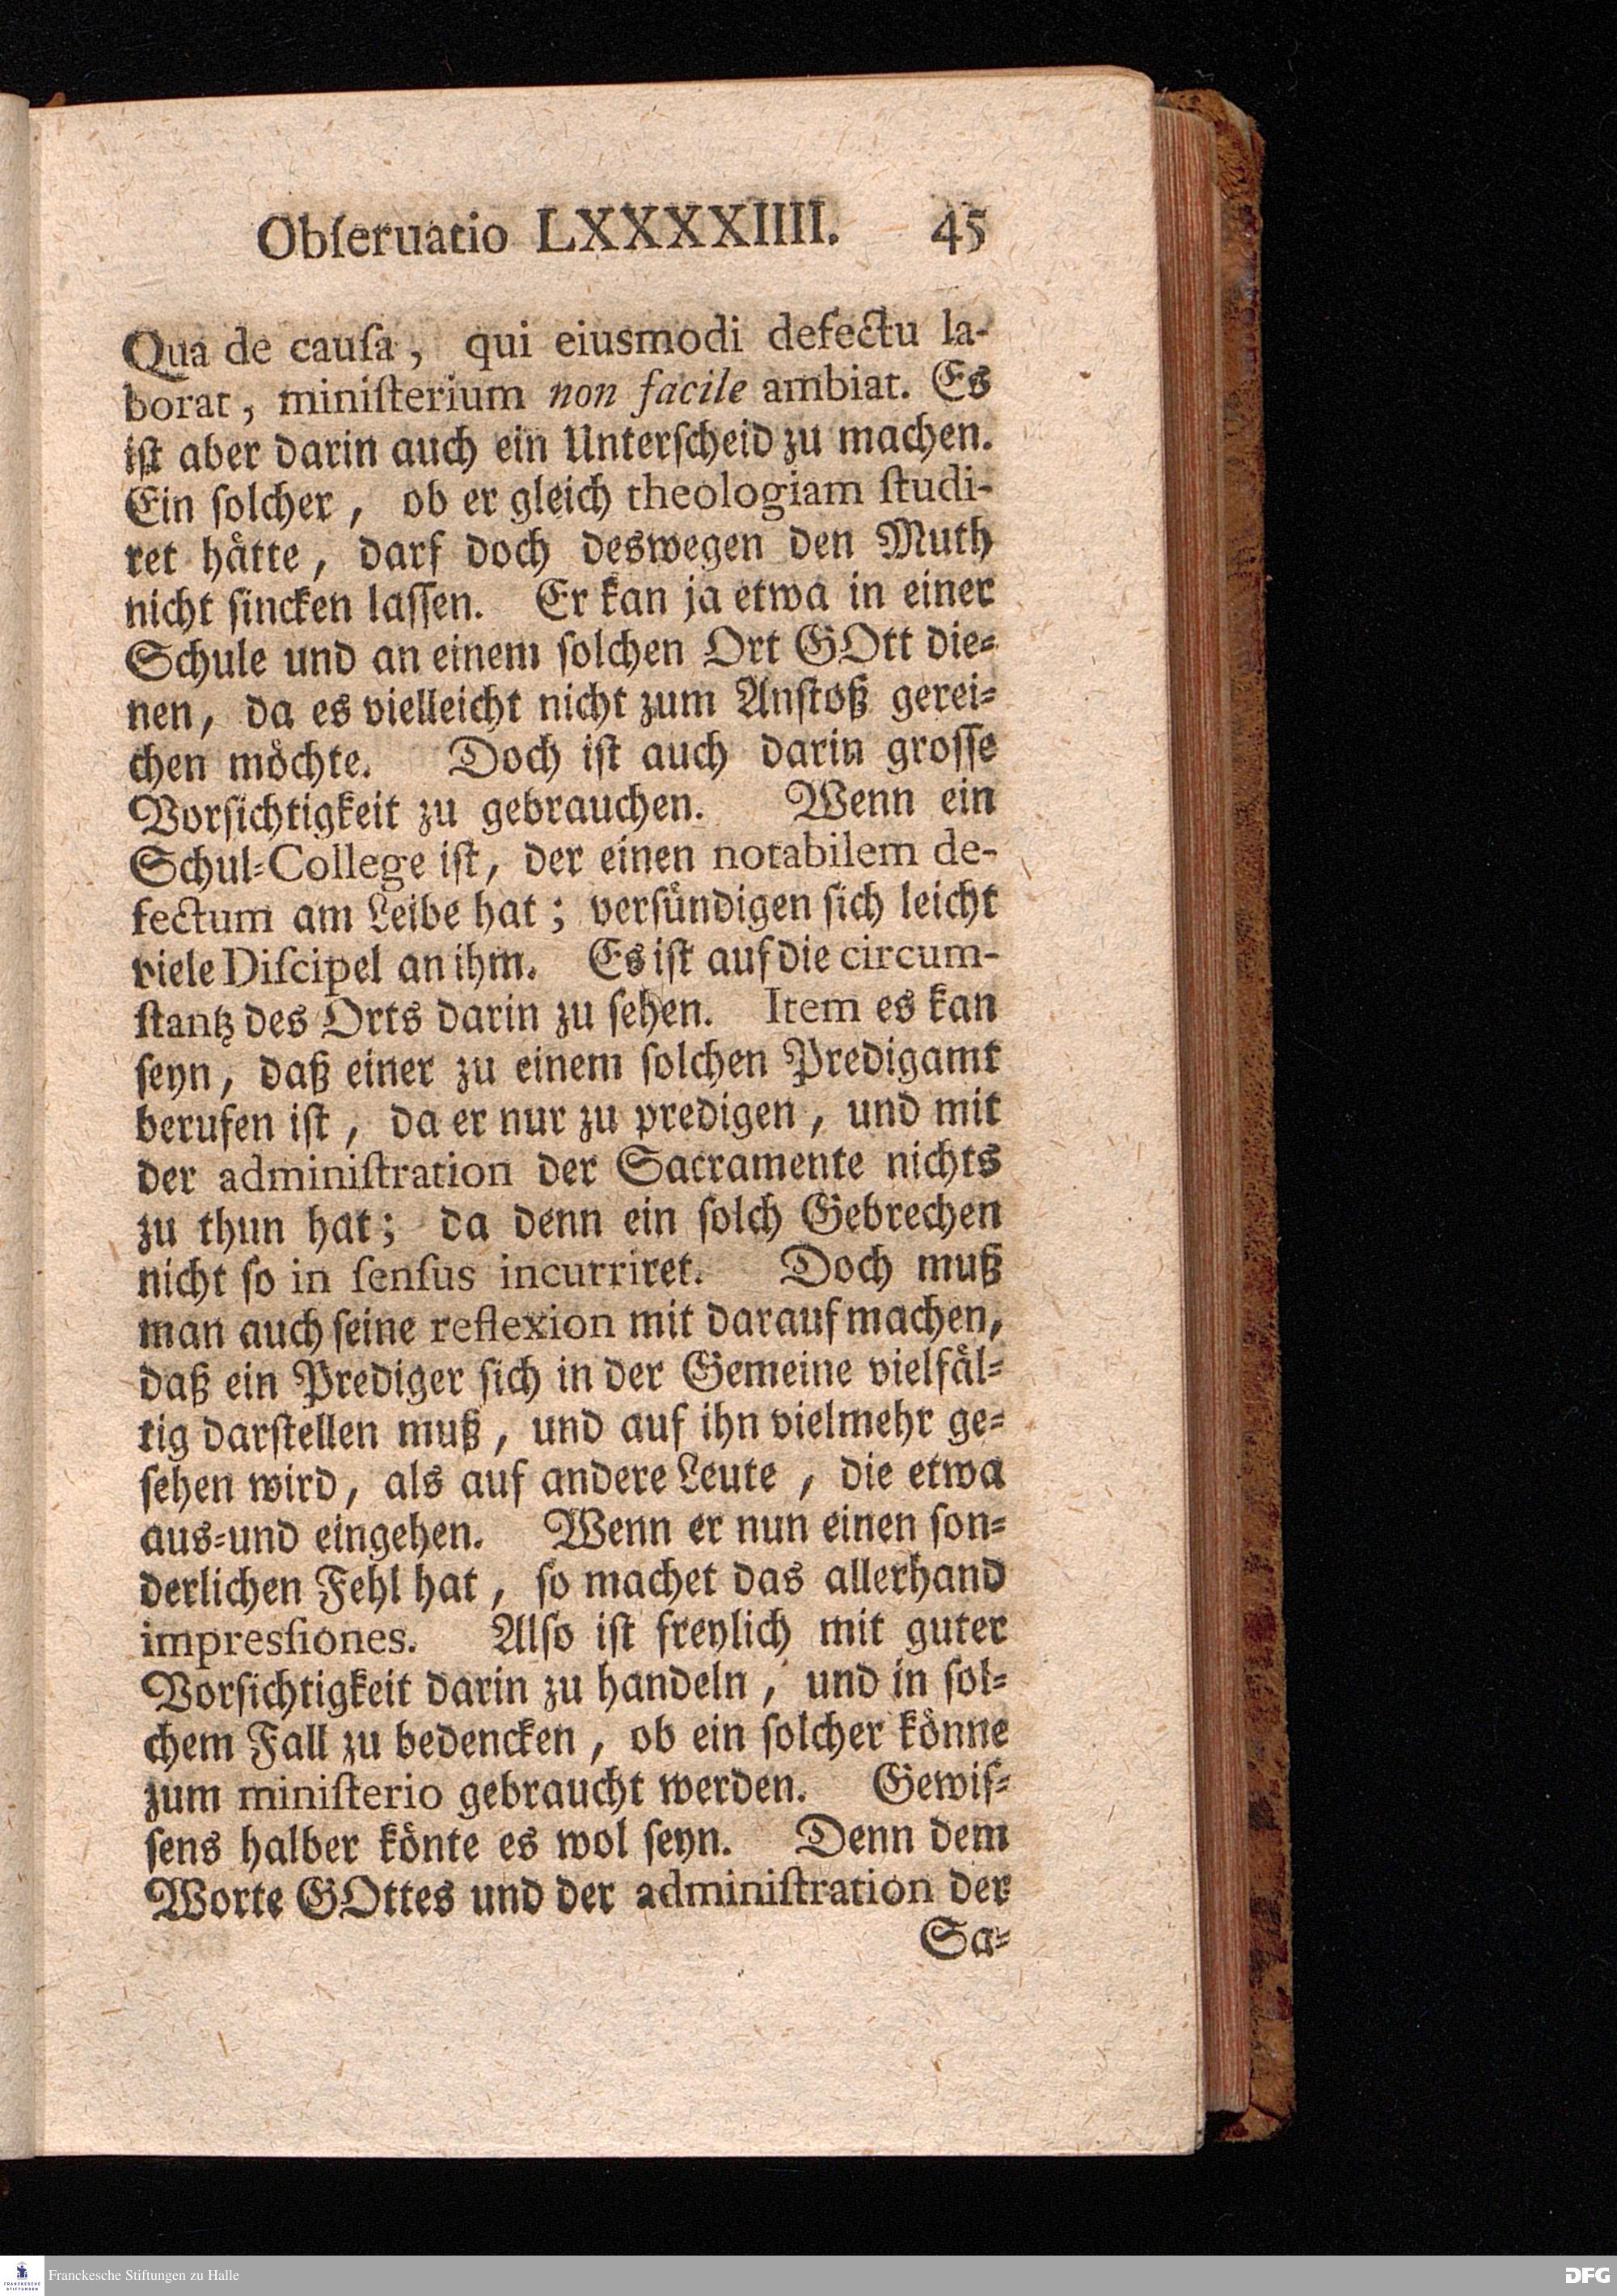 Obſeruatio LXXXXIIII. 45
Qua de cauſa, qui eiusmodi defectu la-
borat, miniſterium non facile ambiat. Es
iſt aber darin auch ein Unterſcheid zu machen.
Ein ſolcher, ob er gleich theologiam ſtudi-
ret hätte, darf doch deswegen den Muth
nicht ſincken laſſen. Er kan ja etwa in einer
Schule und an einem ſolchen Ort GOtt die-
nen, da es vielleicht nicht zum Anſtoß gerei-
chen möchte. Doch iſt auch darin groſſe
Vorſichtigkeit zu gebrauchen. Wenn ein
Schul-College iſt, der einen notabilem de-
fectum am Leibe hat; verſündigen ſich leicht
viele Diſcipel an ihm. Es iſt auf die circum-
ſtantz des Orts darin zu ſehen. Item es kan
ſeyn, daß einer zu einem ſolchen Predigamt
berufen iſt, da er nur zu predigen, und mit
der adminiſtration der Sacramente nichts
zu thun hat; da denn ein ſolch Gebrechen
nicht ſo in ſenſus incurriret. Doch muß
man auch ſeine reflexion mit darauf machen,
daß ein Prediger ſich in der Gemeine vielfäl-
tig darſtellen muß, und auf ihn vielmehr ge-
ſehen wird, als auf andere Leute, die etwa
aus-und eingehen. Wenn er nun einen ſon-
derlichen Fehl hat, ſo machet das allerhand
impresſiones. Alſo iſt freylich mit guter
Vorſichtigkeit darin zu handeln, und in ſol-
chem Fall zu bedencken, ob ein ſolcher könne
zum miniſterio gebraucht werden. Gewiſ-
ſens halber könte es wol ſeyn. Denn dem
Worte GOttes und der adminiſtration der
Sa-
FRANCKESCHE
STIFTUNGEN
Franckesche Stiftungen zu Halle
DFG